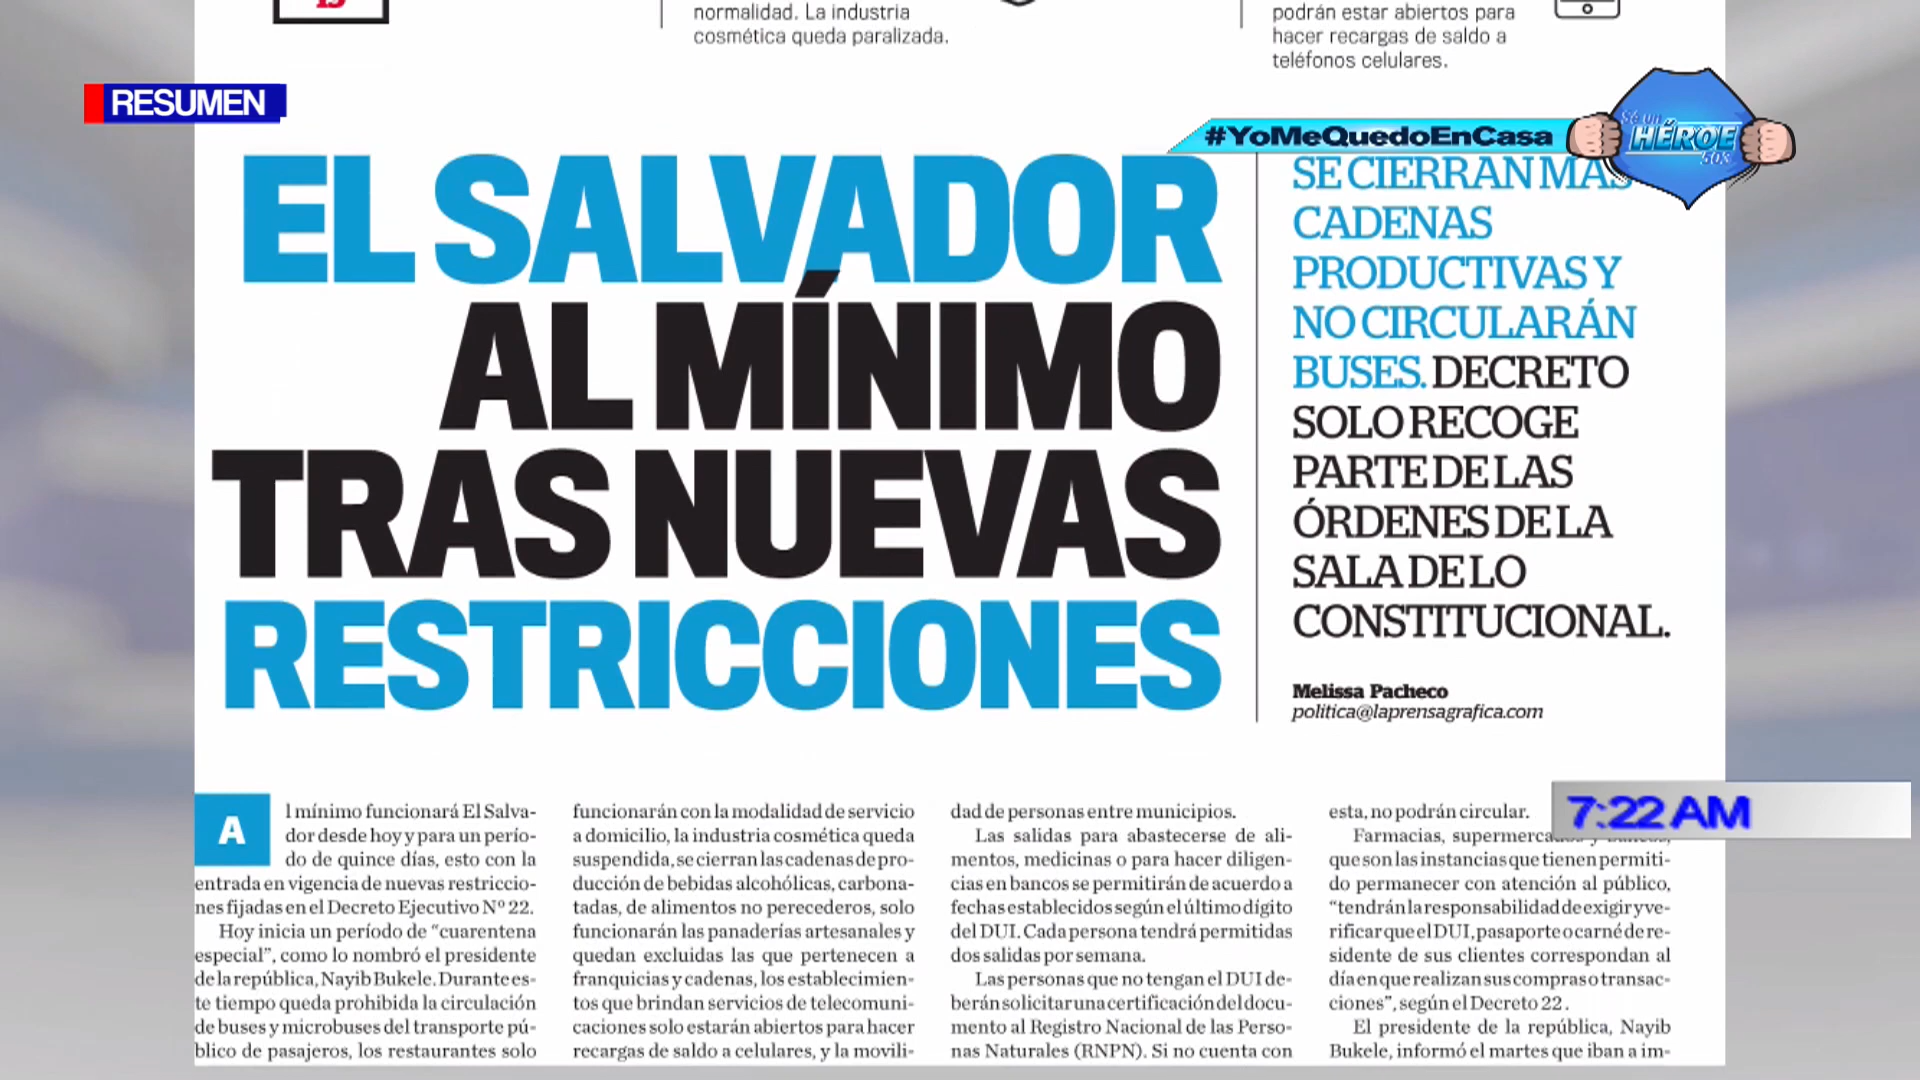 normalidad. La industria
cosmética queda paralizada.
podrán estar abiertos para
hacer recargas de saldo a
teléfonos celulares.
RESUMEN
#YoMeQuedoEnCasa
Sé un
HÉROE
503
EL SALVADOR
AL MÍNIMO
TRAS NUEVAS
RESTRICCIONES
SE CIERRAN MÁS
CADENAS
PRODUCTIVAS Y
NO CIRCULARÁN
BUSES. DECRETO
SOLO RECOGE
PARTE DE LAS
ÓRDENES DE LA
SALA DE LO
CONSTITUCIONAL.
Melissa Pacheco
politica@laprensagrafica.com
7:22 AM
Al mínimo funcionará El Salva-
dor desde hoy y para un perío-
do de quince días, esto con la
entrada en vigencia de nuevas restriccio-
nes fijadas en el Decreto Ejecutivo Nº 22.
Hoy inicia un período de “cuarentena
especial”, como lo nombró el presidente
de la república, Nayib Bukele. Durante es-
te tiempo queda prohibida la circulación
de buses y microbuses del transporte pú-
blico de pasajeros, los restaurantes solo
funcionarán con la modalidad de servicio
a domicilio, la industria cosmética queda
suspendida, se cierran las cadenas de pro-
ducción de bebidas alcohólicas, carbona-
tadas, de alimentos no perecederos, solo
funcionarán las panaderías artesanales y
quedan excluidas las que pertenecen a
franquicias y cadenas, los establecimien-
tos que brindan servicios de telecomuni-
caciones solo estarán abiertos para hacer
recargas de saldo a celulares, y la movili-
dad de personas entre municipios.
Las salidas para abastecerse de ali-
mentos, medicinas o para hacer diligen-
cias en bancos se permitirán de acuerdo a
fechas establecidos según el último dígito
del DUI. Cada persona tendrá permitidas
dos salidas por semana.
Las personas que no tengan el DUI de-
berán solicitar una certificación del docu-
mento al Registro Nacional de las Perso-
nas Naturales (RNPN). Si no cuenta con
esta, no podrán circular.
Farmacias, supermercados y bancos,
que son las instancias que tienen permiti-
do permanecer con atención al público,
“tendrán la responsabilidad de exigir y ve-
rificar que el DUI, pasaporte o carné de re-
sidente de sus clientes correspondan al
día en que realizan sus compras o transac-
ciones”, según el Decreto 22.
El presidente de la república, Nayib
Bukele, informó el martes que iban a im-